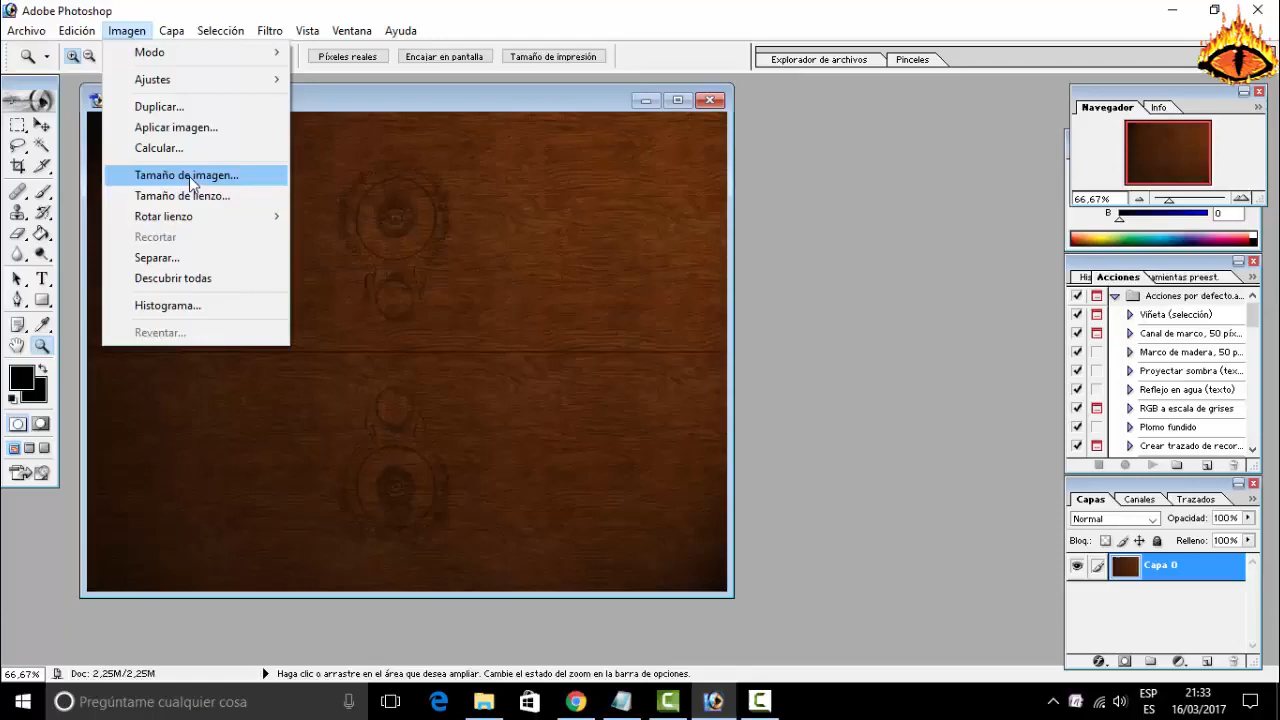 Adobe Photoshop
Archivo Edición Imagen Capa Selección Filtro Vista Ventana Ayuda
Píxeles reales Encajar en pantalla Tamaño de impresión
Explorador de archivos Pinceles
Modo
Ajustes
Duplicar...
Aplicar imagen...
Calcular...
Tamaño de imagen...
Tamaño de lienzo...
Rotar lienzo
Recortar
Separar...
Descubrir todas
Histograma...
Reventar...
Navegador Info
66,67%
B 0
His Acciones amientas preest.
Acciones por defecto.a...
Viñeta (selección)
Canal de marco, 50 píx...
Marco de madera, 50 p...
Proyectar sombra (tex...
Reflejo en agua (texto)
RGB a escala de grises
Plomo fundido
Crear trazado de recor...
Capas Canales Trazados
Normal Opacidad: 100%
Bloq.: Relleno: 100%
Capa 0
66,67% Doc: 2,25M/2,25M Haga clic o arrastre en el área que desea ampliar. Cambie el estado del zoom en la barra de opciones.
Pregúntame cualquier cosa
ESP
ES
21:33
16/03/2017